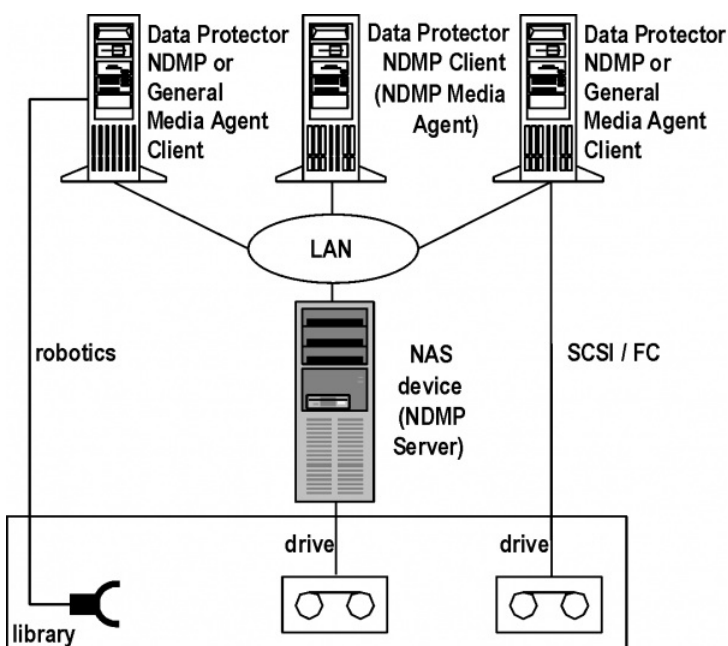 Data Protector
NDMP or
General
Media Agent
Client
Data Protector
NDMP Client
(NDMP Media
Agent)
Data Protector
NDMP or
General
Media Agent
Client
LAN
robotics
NAS
device
(NDMP
Server)
SCSI / FC
drive
drive
library